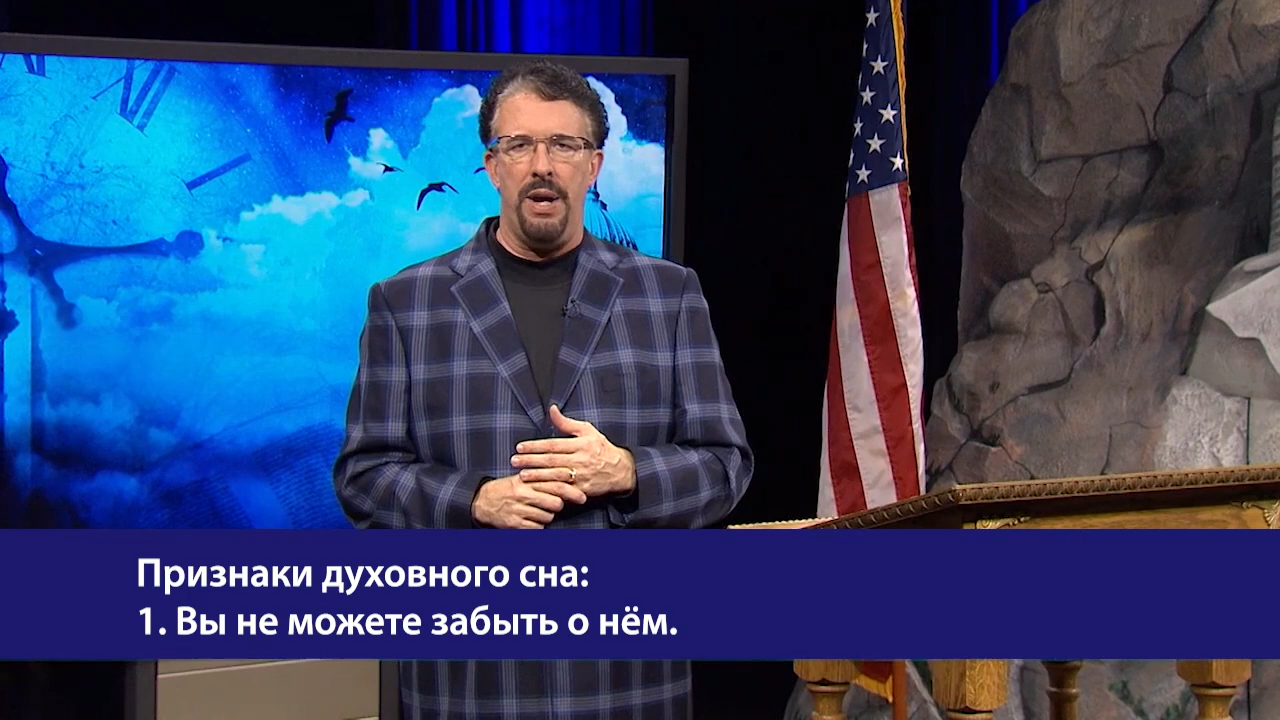 Признаки духовного сна:
1. Вы не можете забыть о нём.